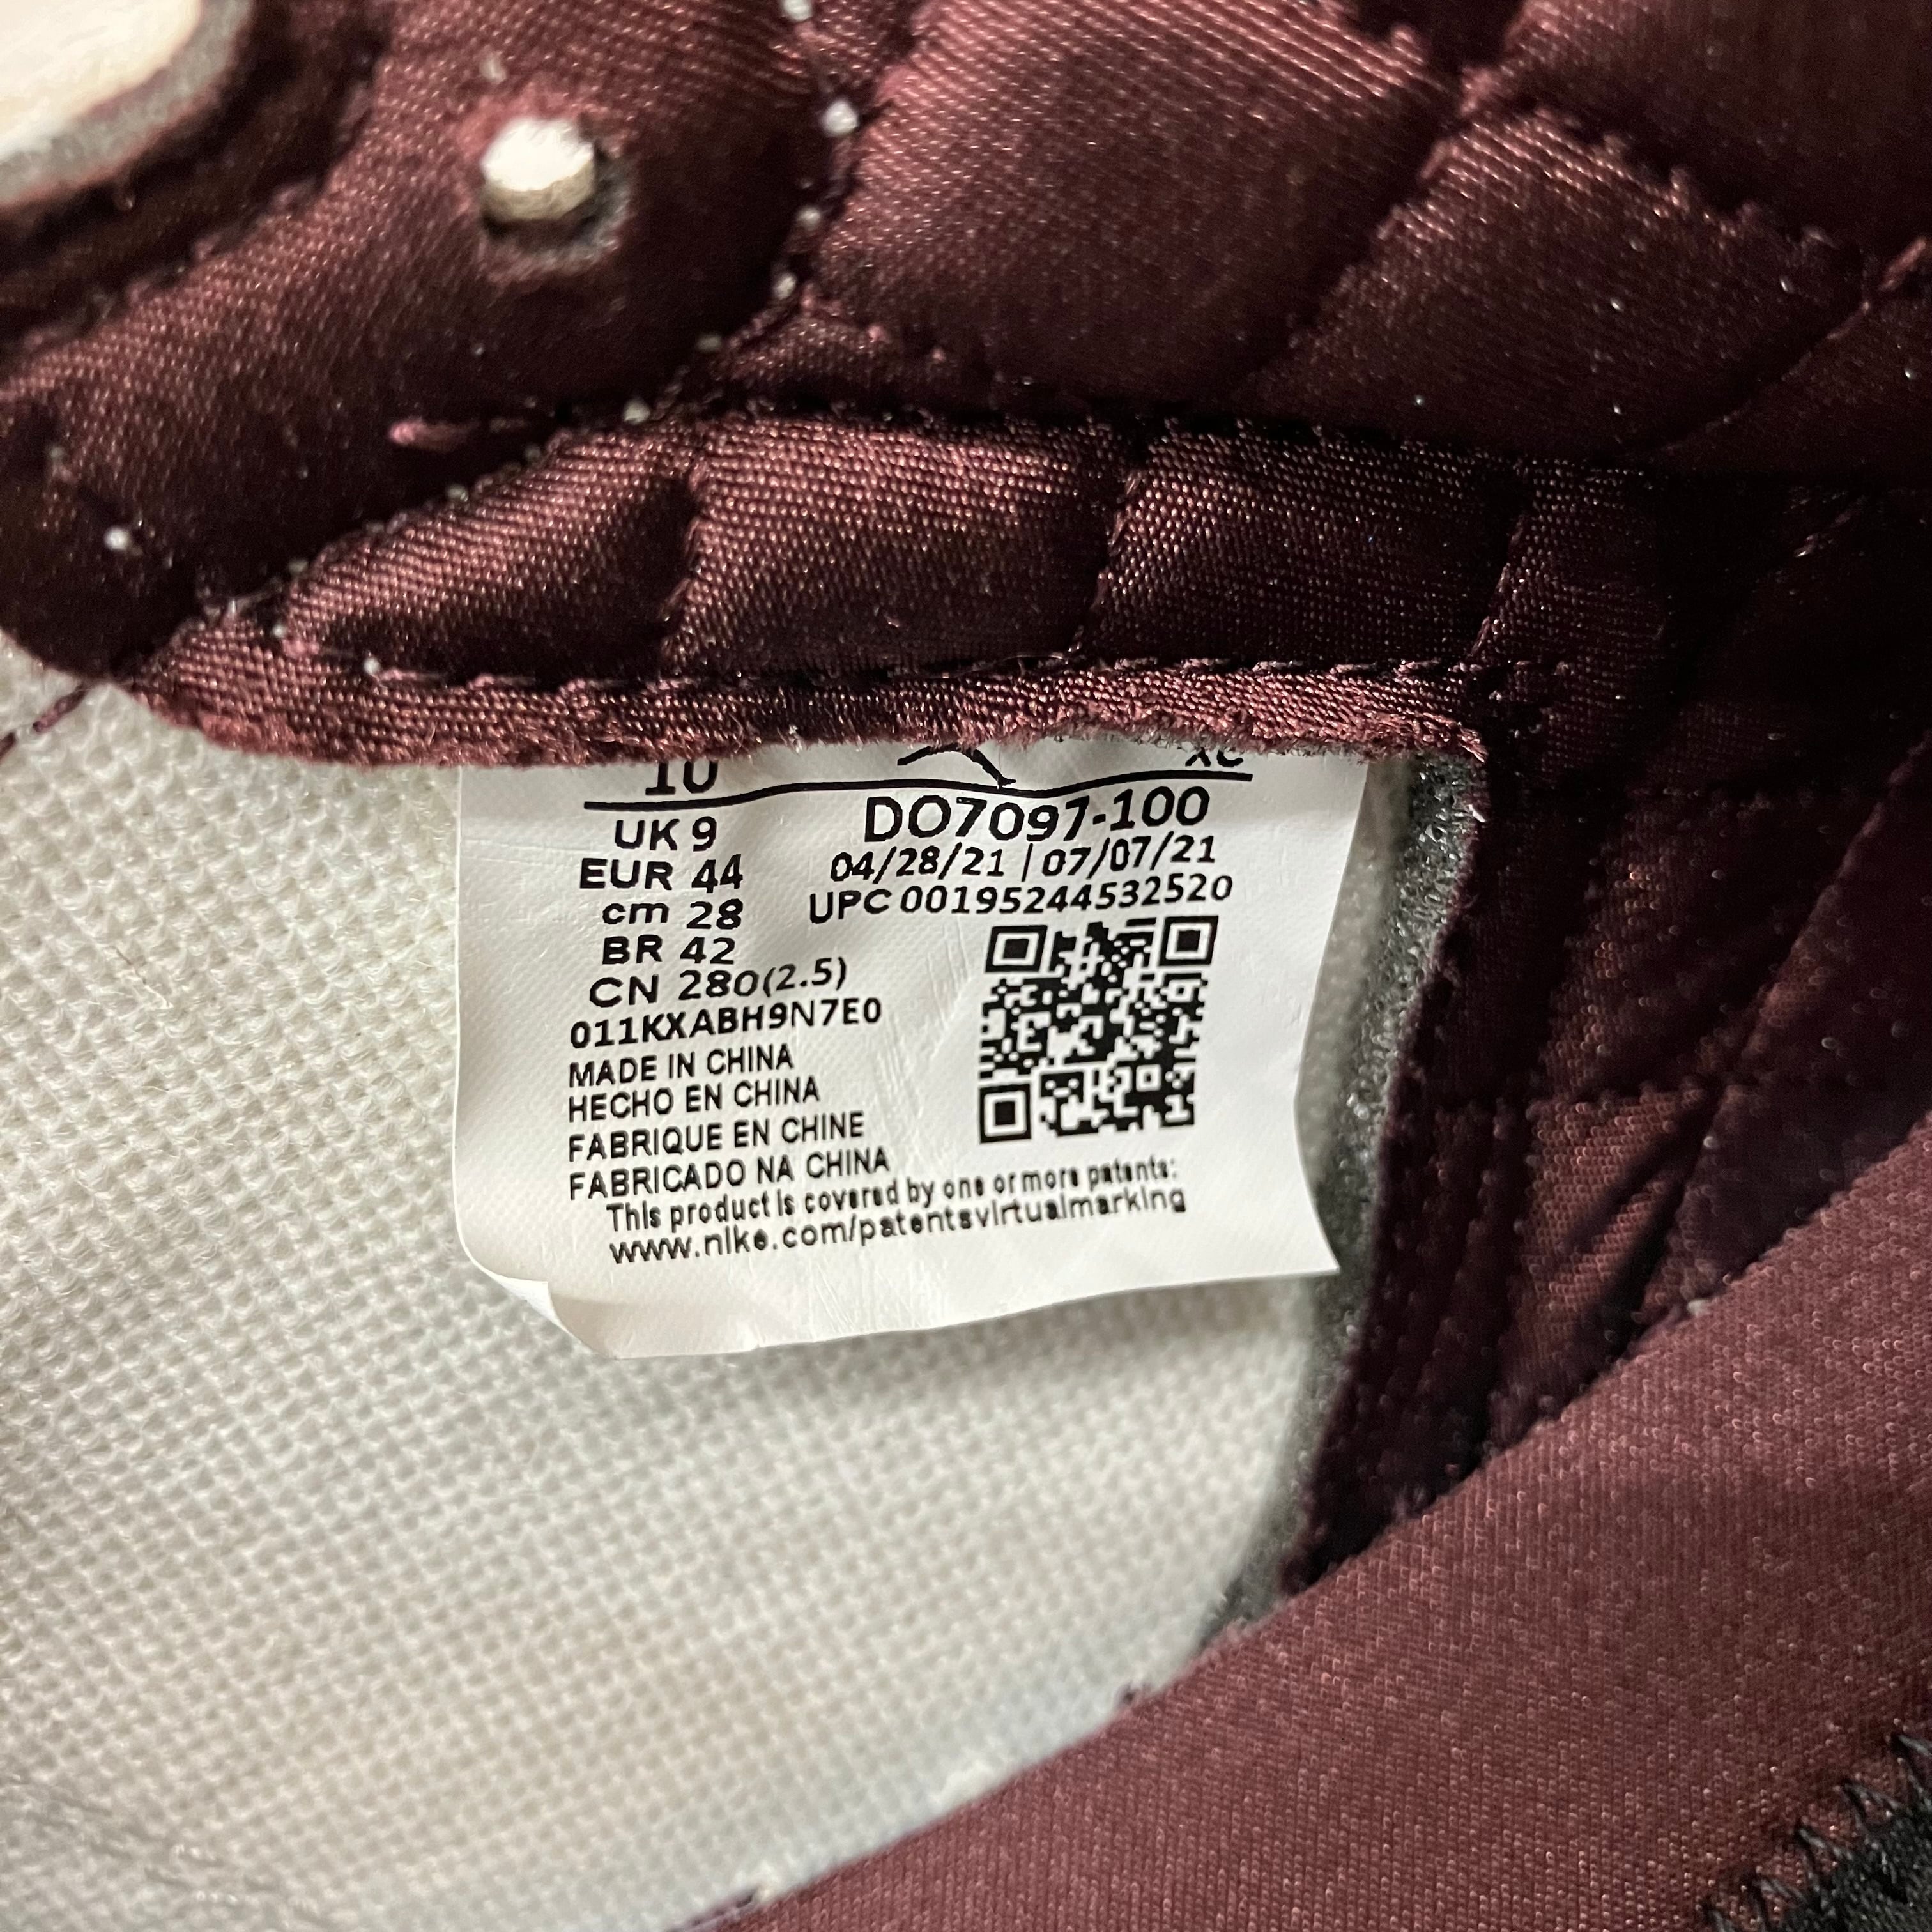 10
XC
UK 9
DO7097-100
EUR 44
04/28/21 | 07/07/21
cm 28
UPC 00195244532520
BR 42
CN 280(2.5)
011KXABH9N7E0
MADE IN CHINA
HECHO EN CHINA
FABRIQUE EN CHINE
FABRICADO NA CHINA
This product is covered by one or more patents:
www.nike.com/patentsvirtualmarking